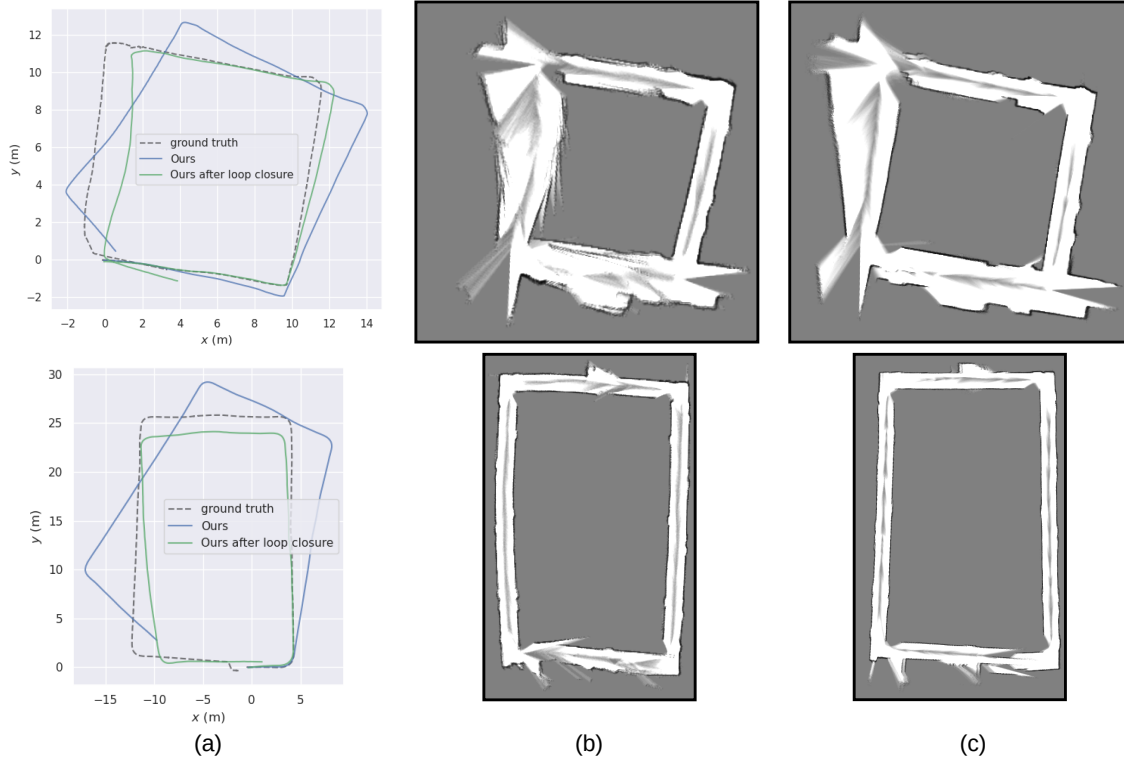 12
10
8
6
4
2
0
−2
y (m)
ground truth
Ours
Ours after loop closure
−2 0 2 4 6 8 10 12 14
x (m)
30
25
20
15
10
5
0
y (m)
ground truth
Ours
Ours after loop closure
−15 −10 −5 0 5
x (m)
(a) (b) (c)